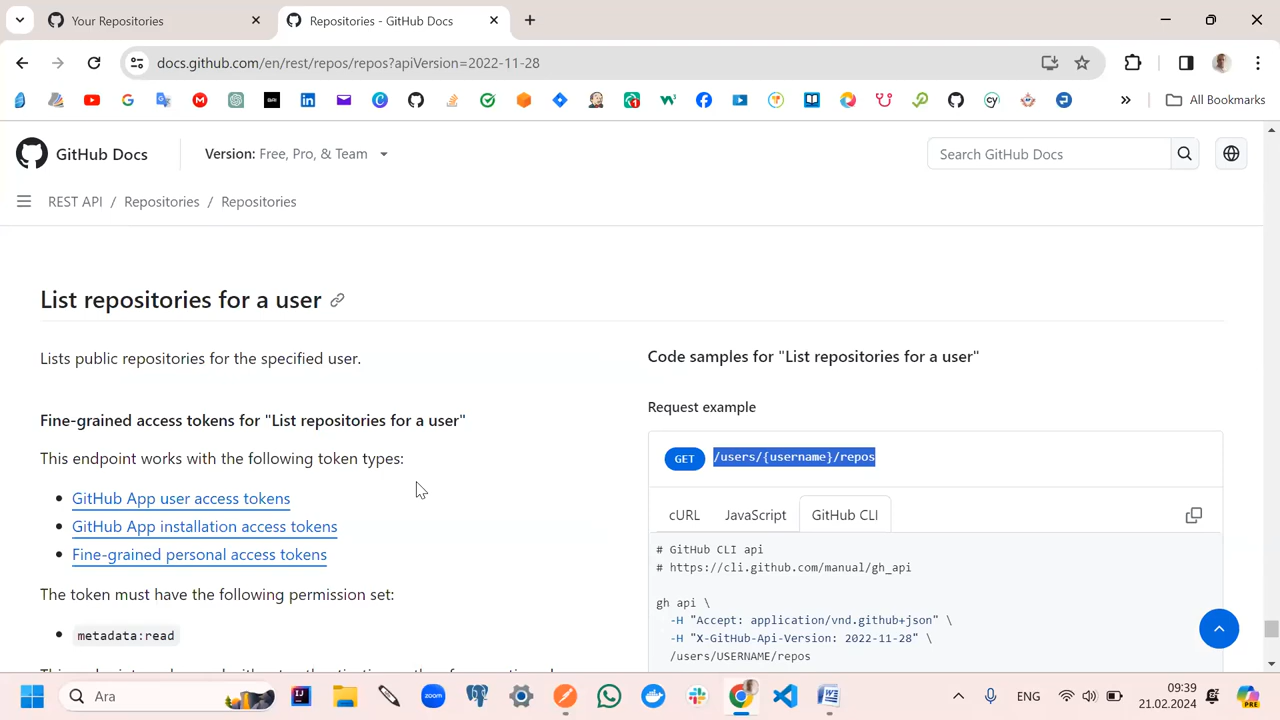 Your Repositories
Repositories - GitHub Docs
docs.github.com/en/rest/repos/repos?apiVersion=2022-11-28
All Bookmarks
GitHub Docs
Version: Free, Pro, & Team
Search GitHub Docs
REST API / Repositories / Repositories
List repositories for a user
Lists public repositories for the specified user.
Fine-grained access tokens for "List repositories for a user"
This endpoint works with the following token types:
GitHub App user access tokens
GitHub App installation access tokens
Fine-grained personal access tokens
The token must have the following permission set:
metadata:read
Code samples for "List repositories for a user"
Request example
GET /users/{username}/repos
cURL JavaScript GitHub CLI
# GitHub CLI api
# https://cli.github.com/manual/gh_api
gh api \
-H "Accept: application/vnd.github+json" \
-H "X-GitHub-Api-Version: 2022-11-28" \
/users/USERNAME/repos
Ara
zoom
ENG
09:39
21.02.2024
PRE